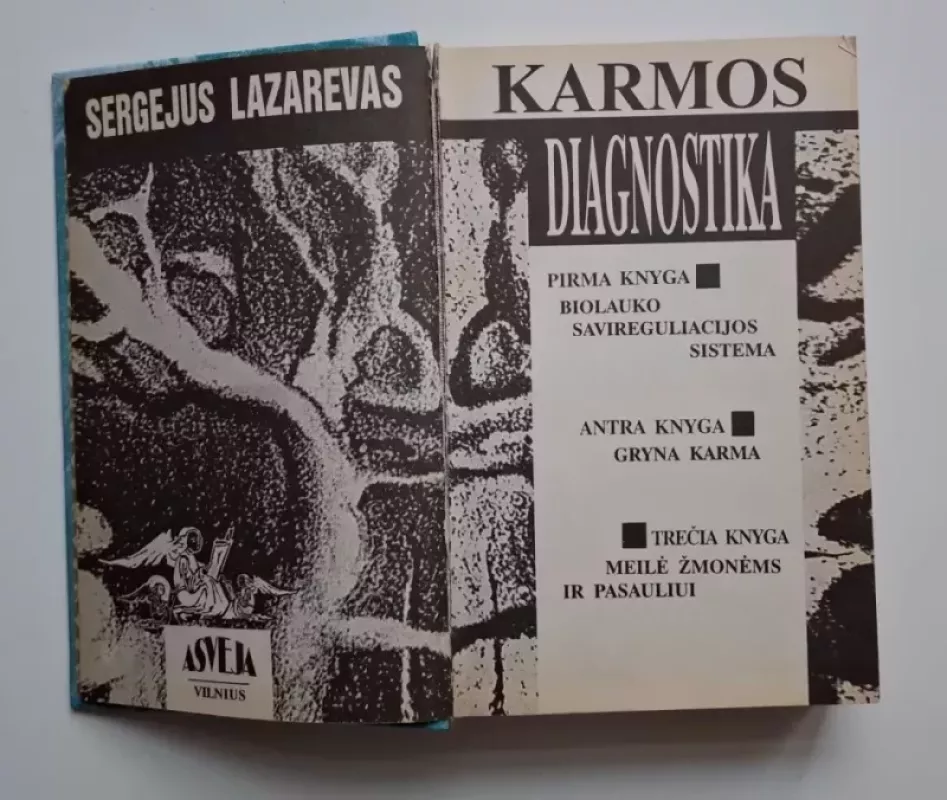 SERGEJUS LAZAREVAS
ASVEJA
VILNIUS
KARMOS
DIAGNOSTIKA
PIRMA KNYGA
BIOLAUKO
SAVIREGULIACIJOS
SISTEMA
ANTRA KNYGA
GRYNA KARMA
TREČIA KNYGA
MEILĖ ŽMONĖMS
IR PASAULIUI